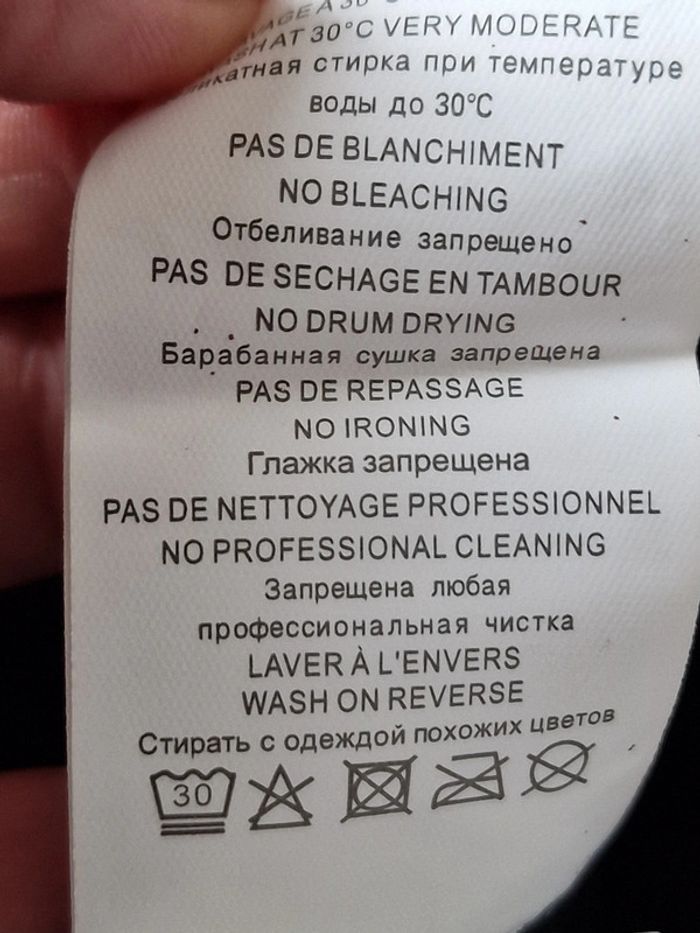 AT 30°C VERY MODERATE
стирка при температуре
воды до 30°C
PAS DE BLANCHIMENT
NO BLEACHING
Отбеливание запрещено
PAS DE SECHAGE EN TAMBOUR
NO DRUM DRYING
Барабанная сушка запрещена
PAS DE REPASSAGE
NO IRONING
Глажка запрещена
PAS DE NETTOYAGE PROFESSIONNEL
NO PROFESSIONAL CLEANING
Запрещена любая
профессиональная чистка
LAVER À L'ENVERS
WASH ON REVERSE
Стирать с одеждой похожих цветов
30